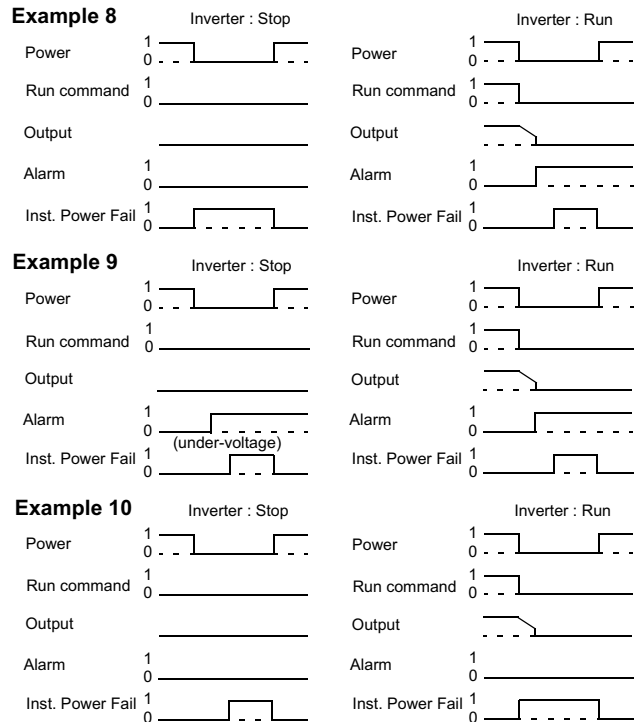 Example 8
Inverter : Stop
Inverter : Run
Power 1 0
Power 1 0
Run command 1 0
Run command 1 0
Output
Output
Alarm 1 0
Alarm 1 0
Inst. Power Fail 1 0
Inst. Power Fail 1 0
Example 9
Inverter : Stop
Inverter : Run
Power 1 0
Power 1 0
Run command 1 0
Run command 1 0
Output
Output
Alarm 1 0
Alarm 1 0
(under-voltage)
Inst. Power Fail 1 0
Inst. Power Fail 1 0
Example 10
Inverter : Stop
Inverter : Run
Power 1 0
Power 1 0
Run command 1 0
Run command 1 0
Output
Output
Alarm 1 0
Alarm 1 0
Inst. Power Fail 1 0
Inst. Power Fail 1 0